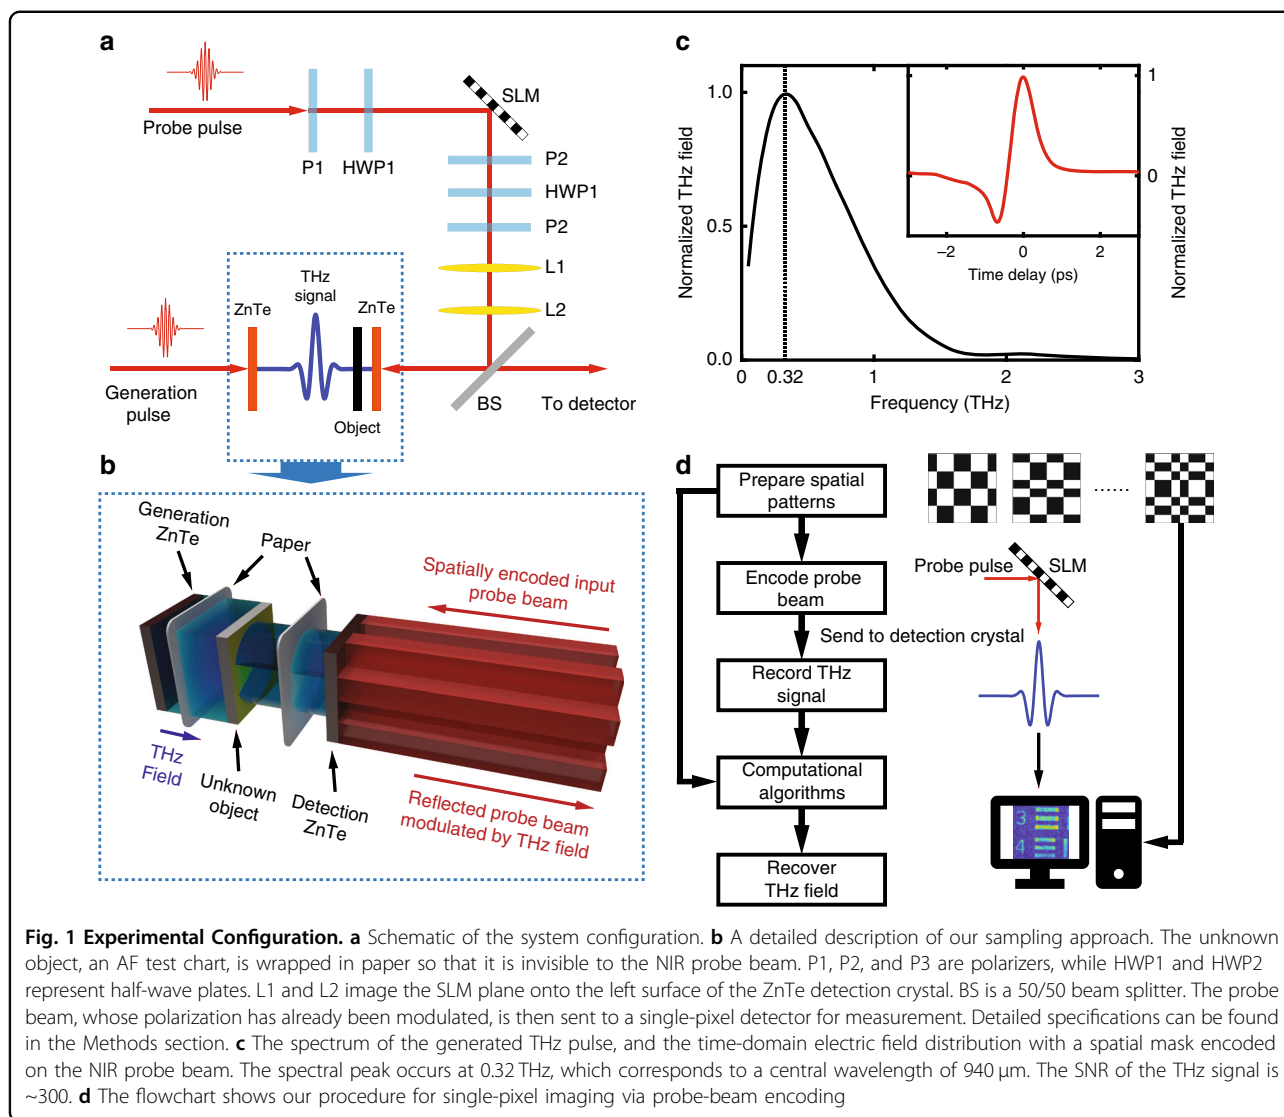 a
Probe pulse
P1
HWP1
SLM
P2
HWP1
P2
L1
L2
THz
signal
ZnTe
ZnTe
Generation
pulse
Object
BS
To detector
b
Generation
ZnTe
Paper
Spatially encoded input
probe beam
THz
Field
Unknown
object
Detection
ZnTe
Reflected probe beam
modulated by THz field
c
Normalized THz field
1.0
0.5
0.0
0
0.32
1
2
3
Frequency (THz)
1
0
Normalized THz field
−2
0
2
Time delay (ps)
d
Prepare spatial
patterns
Encode probe
beam
Record THz
signal
Computational
algorithms
Recover
THz field
......
Probe pulse
SLM
Send to detection crystal
3
4
Fig. 1 Experimental Configuration. a Schematic of the system configuration. b A detailed description of our sampling approach. The unknown
object, an AF test chart, is wrapped in paper so that it is invisible to the NIR probe beam. P1, P2, and P3 are polarizers, while HWP1 and HWP2
represent half-wave plates. L1 and L2 image the SLM plane onto the left surface of the ZnTe detection crystal. BS is a 50/50 beam splitter. The probe
beam, whose polarization has already been modulated, is then sent to a single-pixel detector for measurement. Detailed specifications can be found
in the Methods section. c The spectrum of the generated THz pulse, and the time-domain electric field distribution with a spatial mask encoded
on the NIR probe beam. The spectral peak occurs at 0.32 THz, which corresponds to a central wavelength of 940 μm. The SNR of the THz signal is
~300. d The flowchart shows our procedure for single-pixel imaging via probe-beam encoding